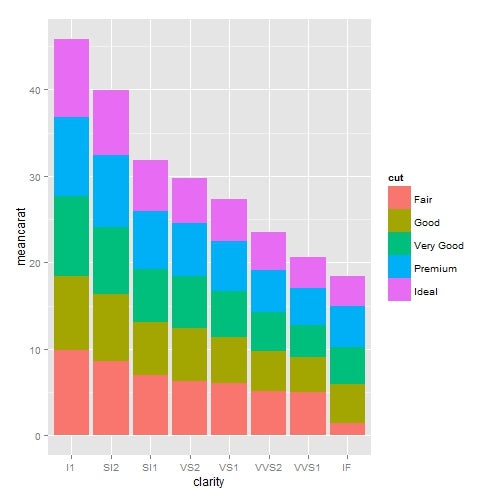 meancarat
40
30
20
10
0
I1 SI2 SI1 VS2 VS1 VVS2 VVS1 IF
clarity
cut
Fair
Good
Very Good
Premium
Ideal